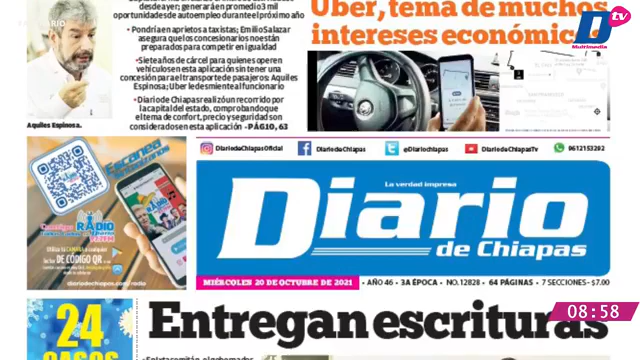 desde ayer; generará en promedio 3 mil
oportunidades de autoempleo durante el próximo año
• Pondría en aprietos a taxistas; Emilio Salazar
asegura que los concesionarios no están
preparados para competir en igualdad
• Siete años de cárcel para quienes operen
vehículos en esta aplicación sin tener una
concesión para el transporte de pasajeros: Aquiles
Espinosa; Uber le desmiente al funcionario
• Diario de Chiapas realizó un recorrido por
la capital del estado, comprobando que
el tema de confort, precio y seguridad son
considerados en esta aplicación - PÁG 10, 63
Aquiles Espinosa.
Uber, tema de muchos
intereses económicos
D tv
Multimedia
Escanea
RADIO
DE CÓDIGO QR
diariodechiapas.com/radio
DiariodeChiapasOficial
DiariodeChiapas
@Diariochiapas
DiariodeChiapasTv
9612153202
La verdad impresa
Diario
de Chiapas
MIÉRCOLES 20 DE OCTUBRE DE 2021
• AÑO 46 • 3A ÉPOCA • NO. 12828 • 64 PÁGINAS • 7 SECCIONES • $7.00
24
CASOS
Entregan escrituras
08:58